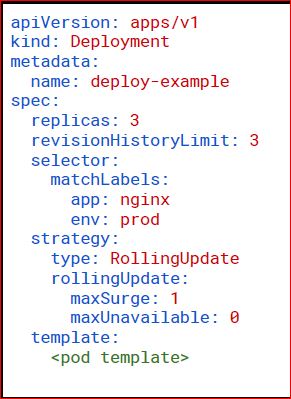 apiVersion: apps/v1
kind: Deployment
metadata:
  name: deploy-example
spec:
  replicas: 3
  revisionHistoryLimit: 3
  selector:
    matchLabels:
      app: nginx
      env: prod
  strategy:
    type: RollingUpdate
    rollingUpdate:
      maxSurge: 1
      maxUnavailable: 0
  template:
    <pod template>